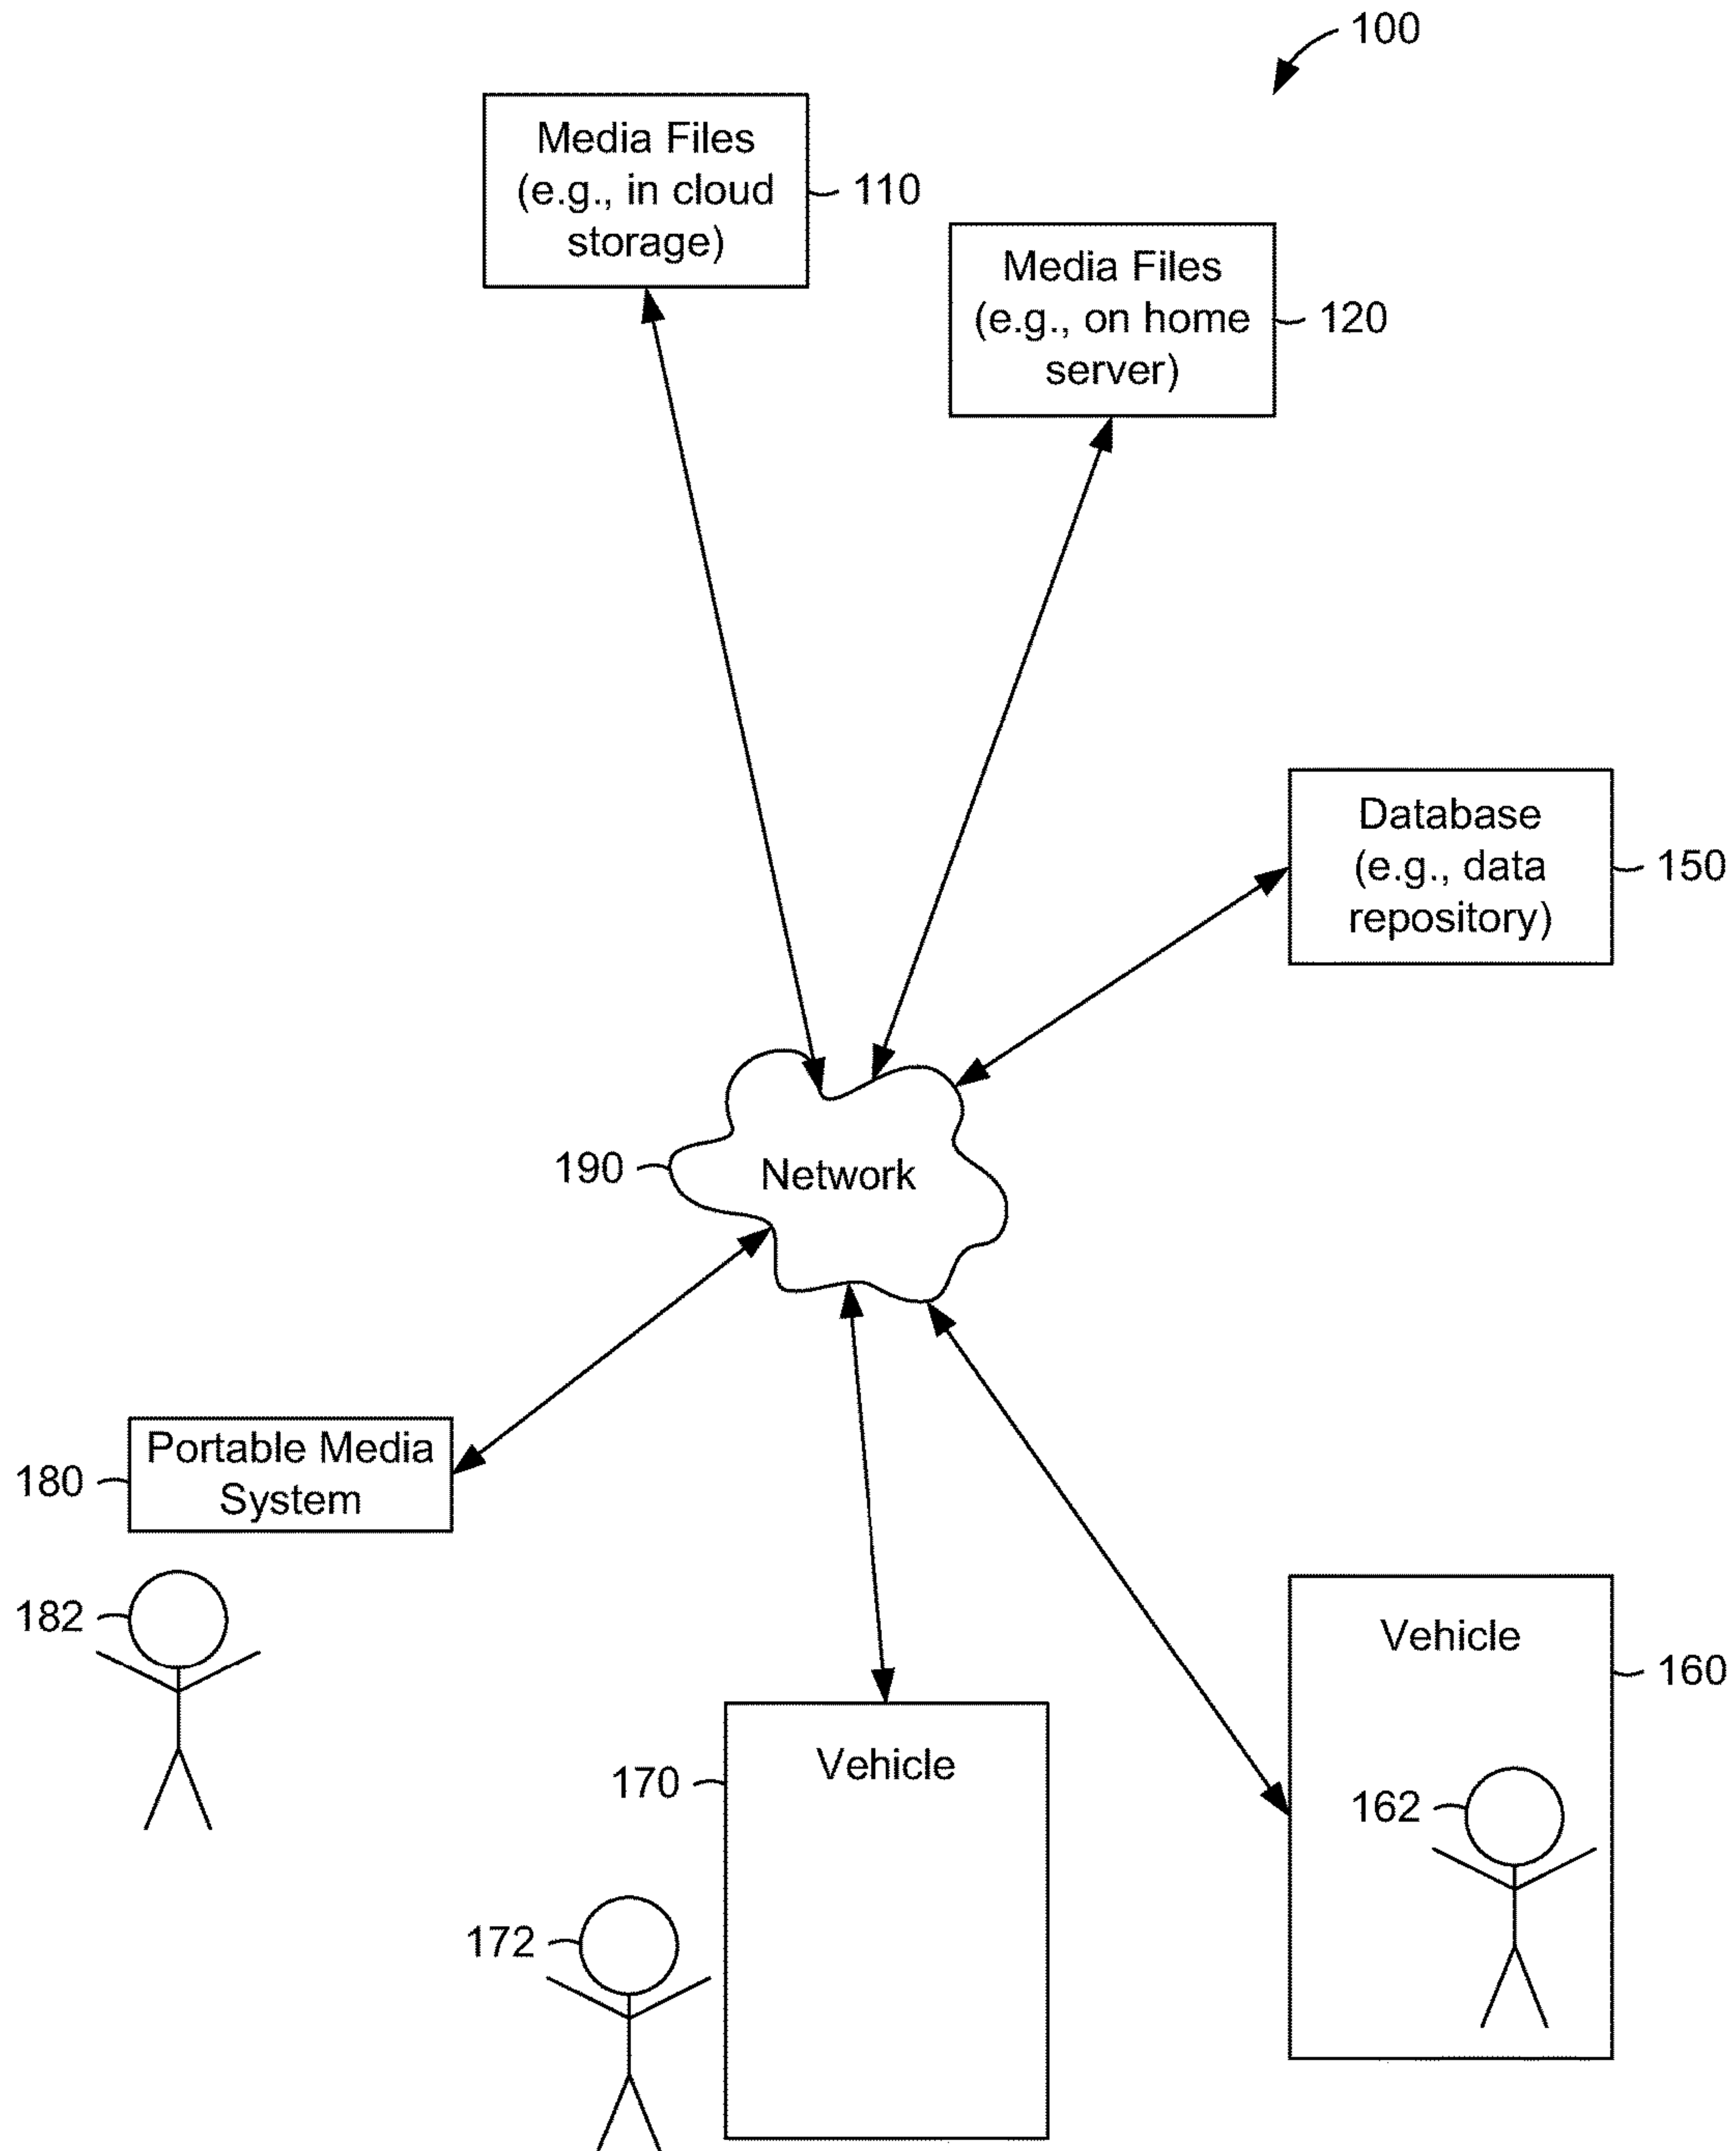 100
Media Files
(e.g., in cloud
storage)
110
Media Files
(e.g., on home
server)
120
Database
(e.g., data
repository)
150
190
Network
Portable Media
System
180
182
Vehicle
160
162
Vehicle
170
172